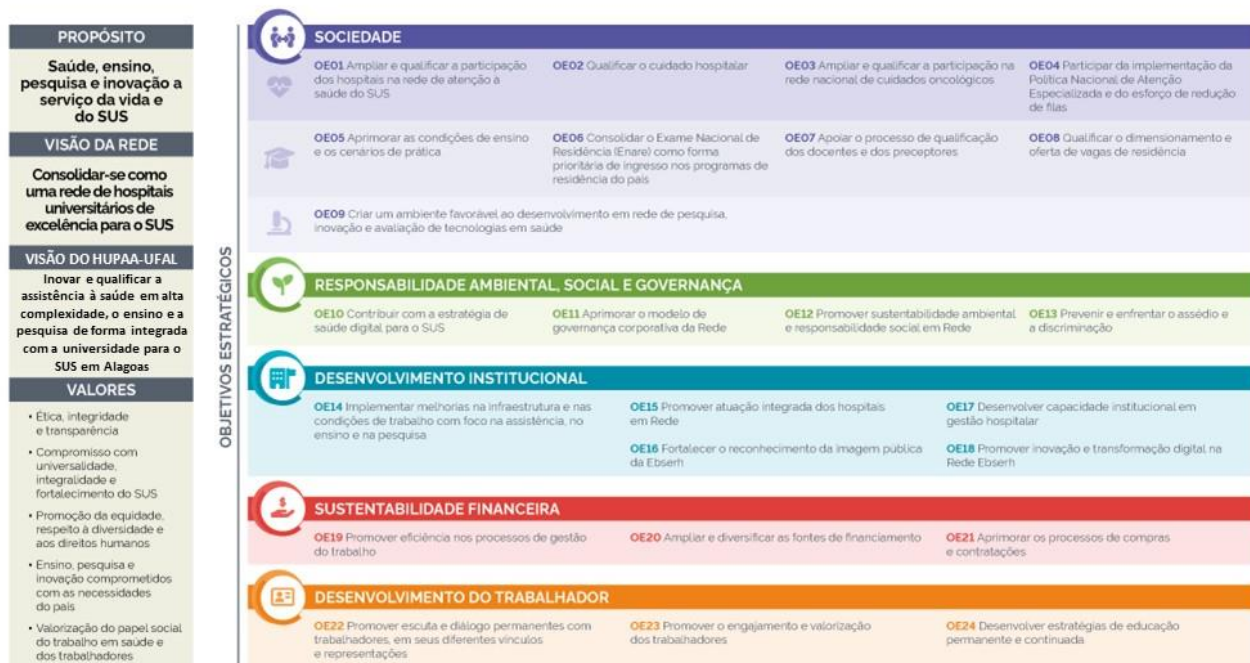 PROPÓSITO
Saúde, ensino,
pesquisa e inovação a
serviço da vida e
do SUS
VISÃO DA REDE
Consolidar-se como
uma rede de hospitais
universitários de
excelência para o SUS
VISÃO DO HUPAA-UFAL
Inovar e qualificar a
assistência à saúde em alta
complexidade, o ensino e a
pesquisa de forma integrada
com a universidade para o
SUS em Alagoas
VALORES
• Ética, integridade
e transparência
• Compromisso com
universalidade,
integralidade e
fortalecimento do SUS
• Promoção da equidade,
respeito à diversidade e
aos direitos humanos
• Ensino, pesquisa e
inovação comprometidos
com as necessidades
do país
• Valorização do papel social
do trabalho em saúde e
dos trabalhadores
OBJETIVOS ESTRATÉGICOS
SOCIEDADE
OE01 Ampliar e qualificar a participação
dos hospitais na rede de atenção à
saúde do SUS
OE02 Qualificar o cuidado hospitalar
OE03 Ampliar e qualificar a participação na
rede nacional de cuidados oncológicos
OE04 Participar da implementação da
Política Nacional de Atenção
Especializada e do esforço de redução
de filas
OE05 Aprimorar as condições de ensino
e os cenários de prática
OE06 Consolidar o Exame Nacional de
Residência (Enare) como forma
prioritária de ingresso nos programas de
residência do país
OE07 Apoiar o processo de qualificação
dos docentes e dos preceptores
OE08 Qualificar o dimensionamento e
oferta de vagas de residência
OE09 Criar um ambiente favorável ao desenvolvimento em rede de pesquisa,
inovação e avaliação de tecnologias em saúde
RESPONSABILIDADE AMBIENTAL, SOCIAL E GOVERNANÇA
OE10 Contribuir com a estratégia de
saúde digital para o SUS
OE11 Aprimorar o modelo de
governança corporativa da Rede
OE12 Promover sustentabilidade ambiental
e responsabilidade social em Rede
OE13 Prevenir e enfrentar o assédio e
a discriminação
DESENVOLVIMENTO INSTITUCIONAL
OE14 Implementar melhorias na infraestrutura e nas
condições de trabalho com foco na assistência, no
ensino e na pesquisa
OE15 Promover atuação integrada dos hospitais
em Rede
OE16 Fortalecer o reconhecimento da imagem pública
da Ebserh
OE17 Desenvolver capacidade institucional em
gestão hospitalar
OE18 Promover inovação e transformação digital na
Rede Ebserh
SUSTENTABILIDADE FINANCEIRA
OE19 Promover eficiência nos processos de gestão
do trabalho
OE20 Ampliar e diversificar as fontes de financiamento
OE21 Aprimorar os processos de compras
e contratações
DESENVOLVIMENTO DO TRABALHADOR
OE22 Promover escuta e diálogo permanentes com
trabalhadores, em seus diferentes vínculos
e representações
OE23 Promover o engajamento e valorização
dos trabalhadores
OE24 Desenvolver estratégias de educação
permanente e continuada